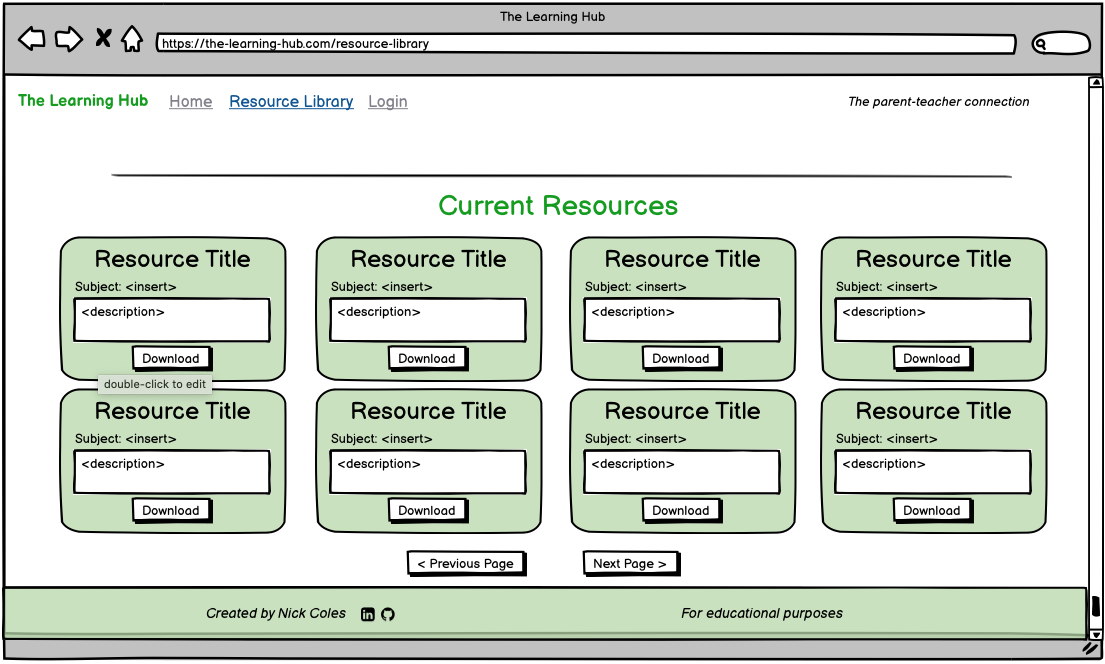 The Learning Hub
https://the-learning-hub.com/resource-library
The Learning Hub Home Resource Library Login The parent-teacher connection
Current Resources
Resource Title Resource Title Resource Title Resource Title
Subject: <insert> Subject: <insert> Subject: <insert> Subject: <insert>
<description> <description> <description> <description>
Download Download Download Download
double-click to edit
Resource Title Resource Title Resource Title Resource Title
Subject: <insert> Subject: <insert> Subject: <insert> Subject: <insert>
<description> <description> <description> <description>
Download Download Download Download
< Previous Page Next Page >
Created by Nick Coles in For educational purposes